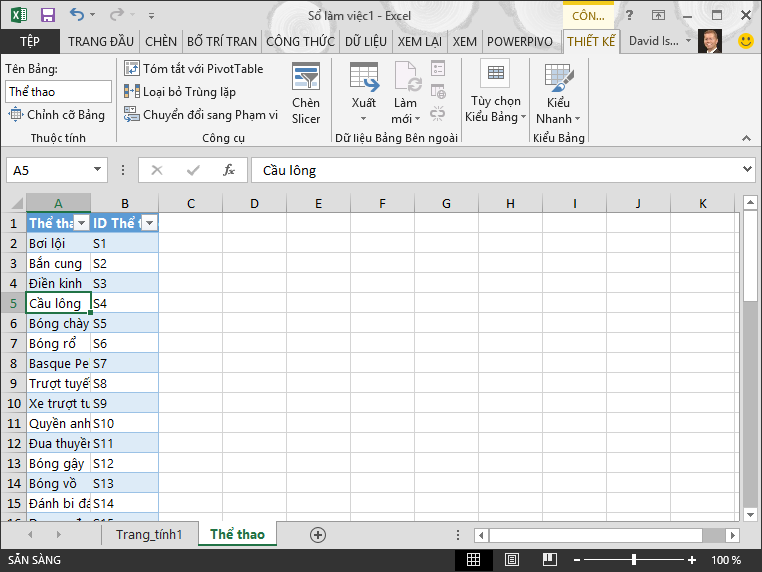 Sổ làm việc1 - Excel
CÔN...
?
TỆP TRANG ĐẦU CHÈN BỐ TRÍ TRAN CÔNG THỨC DỮ LIỆU XEM LẠI XEM POWERPIVO THIẾT KẾ David Is...
Tên Bảng:
Thể thao
Chỉnh cỡ Bảng
Thuộc tính
Tóm tắt với PivotTable
Loại bỏ Trùng lặp
Chuyển đổi sang Phạm vi
Công cụ
Chèn
Slicer
Xuất
Làm
mới
Dữ liệu Bảng Bên ngoài
Tùy chọn
Kiểu Bảng
Kiểu
Nhanh
Kiểu Bảng
A5 fx Cầu lông
A B C D E F G H I J K
1 Thể tha ID Thể t
2 Bơi lội S1
3 Bắn cung S2
4 Điền kinh S3
5 Cầu lông S4
6 Bóng chày S5
7 Bóng rổ S6
8 Basque Pe S7
9 Trượt tuyết S8
10 Xe trượt tu S9
11 Quyền anh S10
12 Đua thuyền S11
13 Bóng gậy S12
14 Bóng vồ S13
15 Đánh bi đá S14
16 S15
Trang_tính1 Thể thao
SẴN SÀNG 100 %